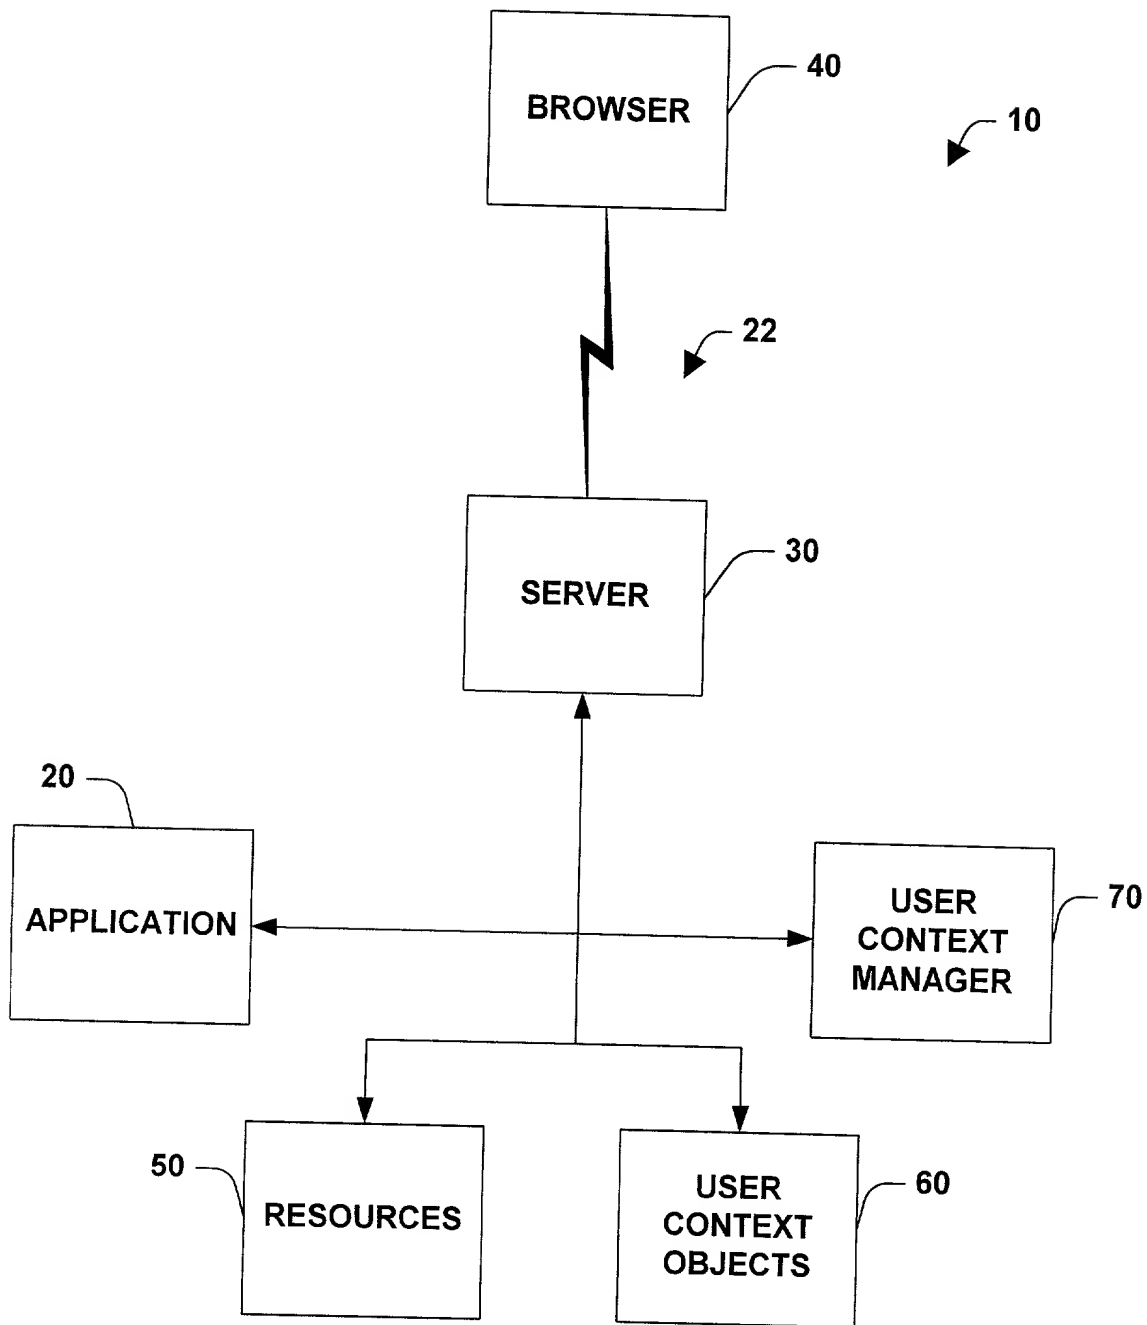 BROWSER
40
10
22
SERVER
30
20
APPLICATION
USER
CONTEXT
MANAGER
70
50
RESOURCES
USER
CONTEXT
OBJECTS
60